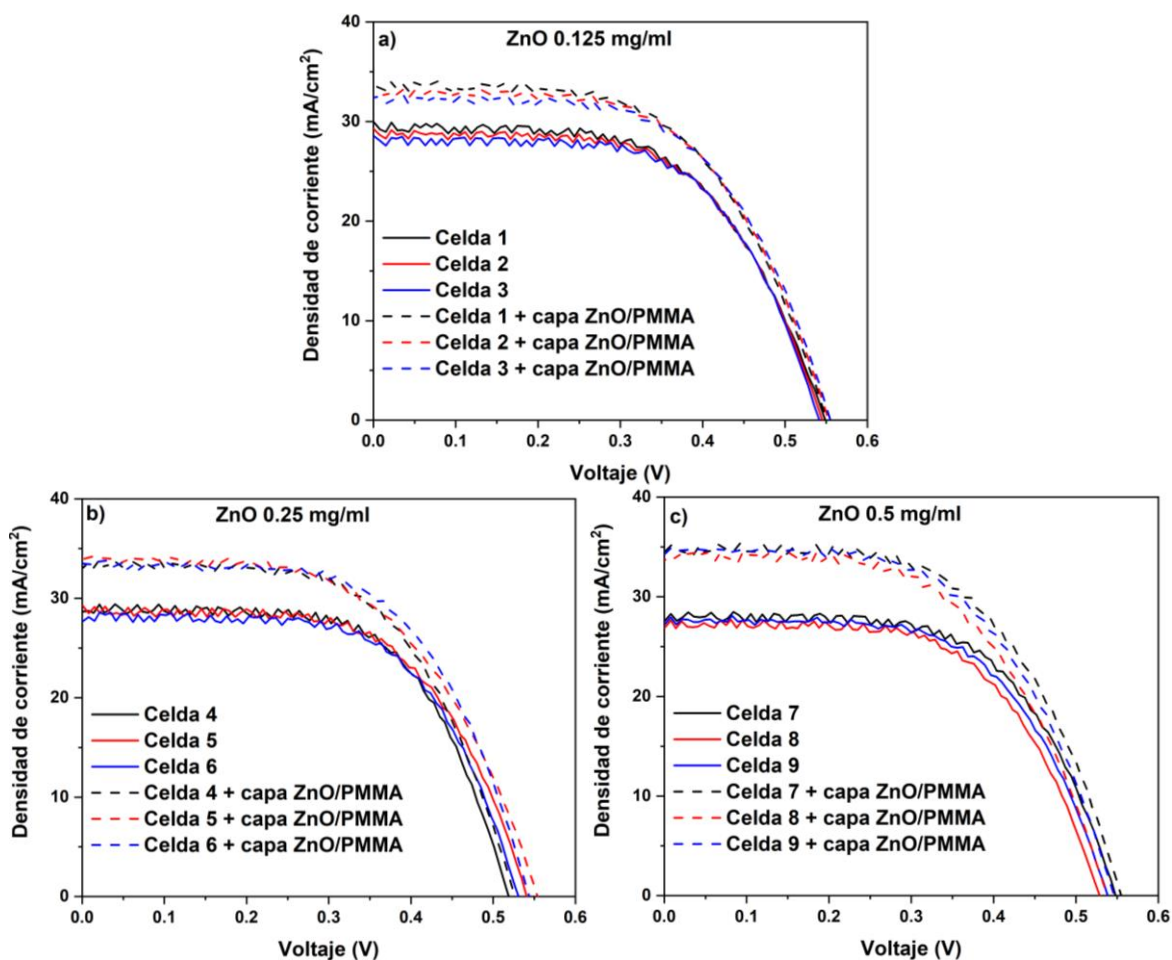 a)
ZnO 0.125 mg/ml
Densidad de corriente (mA/cm²)
40
30
20
10
0
Celda 1
Celda 2
Celda 3
Celda 1 + capa ZnO/PMMA
Celda 2 + capa ZnO/PMMA
Celda 3 + capa ZnO/PMMA
0.0 0.1 0.2 0.3 0.4 0.5 0.6
Voltaje (V)
b)
ZnO 0.25 mg/ml
Densidad de corriente (mA/cm²)
40
30
20
10
0
Celda 4
Celda 5
Celda 6
Celda 4 + capa ZnO/PMMA
Celda 5 + capa ZnO/PMMA
Celda 6 + capa ZnO/PMMA
0.0 0.1 0.2 0.3 0.4 0.5 0.6
Voltaje (V)
c)
ZnO 0.5 mg/ml
Densidad de corriente (mA/cm²)
40
30
20
10
0
Celda 7
Celda 8
Celda 9
Celda 7 + capa ZnO/PMMA
Celda 8 + capa ZnO/PMMA
Celda 9 + capa ZnO/PMMA
0.0 0.1 0.2 0.3 0.4 0.5 0.6
Voltaje (V)